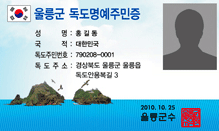 울릉군 독도명예주민증
성 명 : 홍길동
국 적 : 대한민국
독도주민번호 : 790208-0001
독 도 주 소 : 경상북도 울릉군 울릉읍
독도안용복길 3
2010. 10. 25
울릉군수